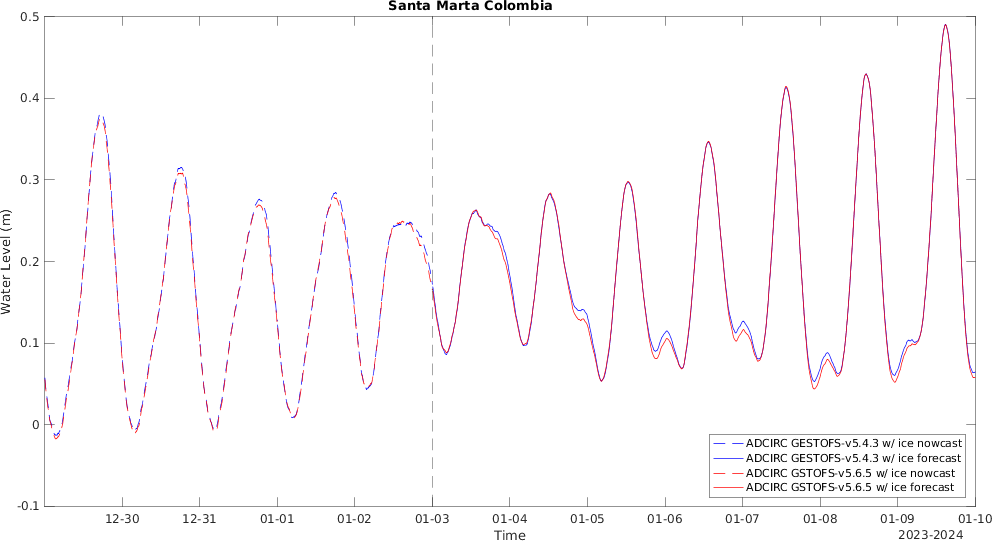 Santa Marta Colombia
0.5
0.4
0.3
0.2
0.1
0
-0.1
Water Level (m)
12-30 12-31 01-01 01-02 01-03 01-04 01-05 01-06 01-07 01-08 01-09 01-10
Time
2023-2024
ADCIRC GESTOFS-v5.4.3 w/ ice nowcast
ADCIRC GESTOFS-v5.4.3 w/ ice forecast
ADCIRC GSTOFS-v5.6.5 w/ ice nowcast
ADCIRC GSTOFS-v5.6.5 w/ ice forecast